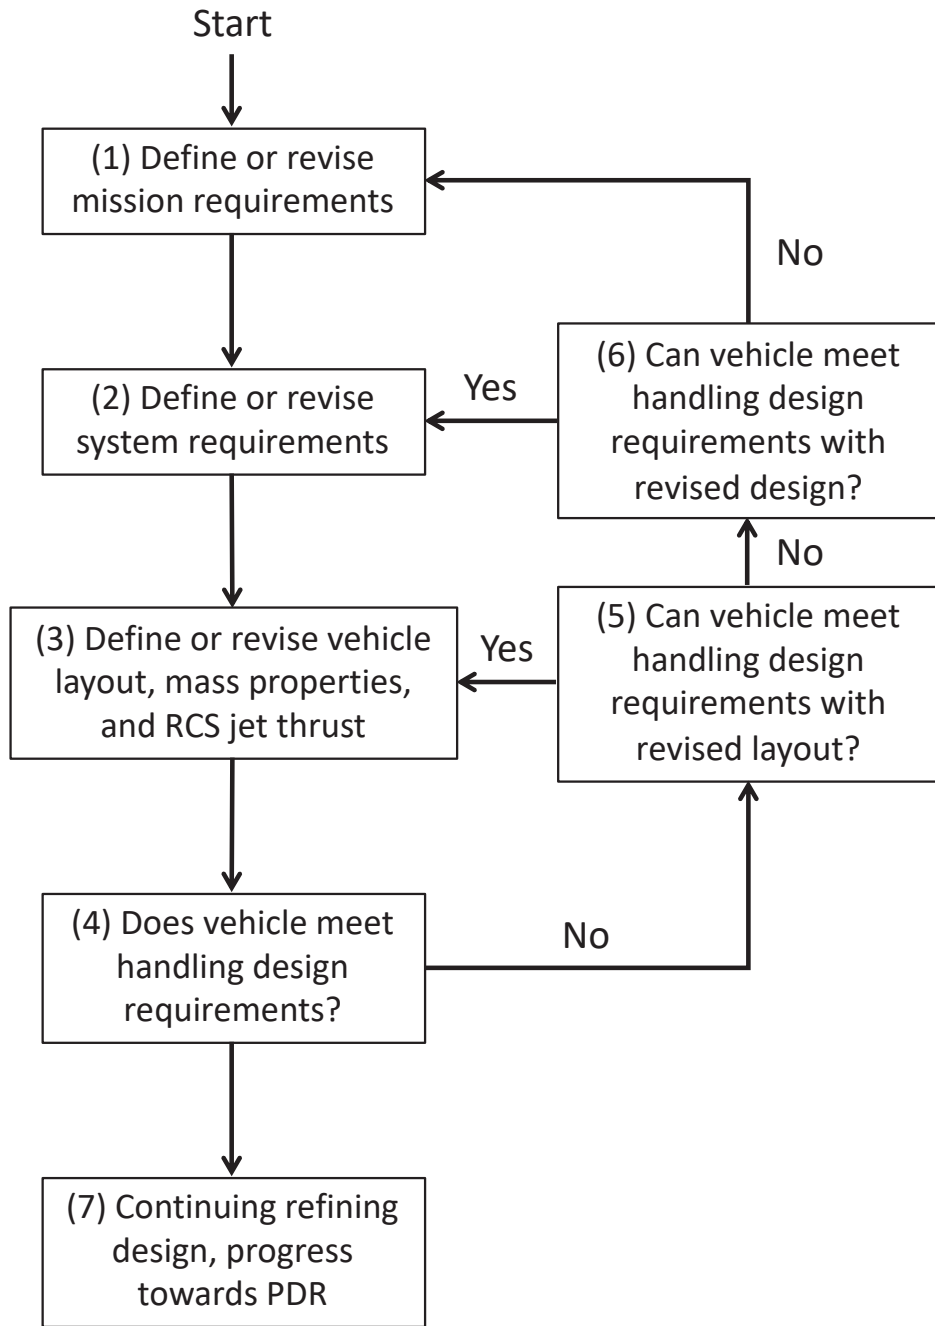 Start
(1) Define or revise
mission requirements
No
(6) Can vehicle meet
handling design
requirements with
revised design?
Yes
(2) Define or revise
system requirements
No
(5) Can vehicle meet
handling design
requirements with
revised layout?
Yes
(3) Define or revise vehicle
layout, mass properties,
and RCS jet thrust
(4) Does vehicle meet
handling design
requirements?
No
(7) Continuing refining
design, progress
towards PDR